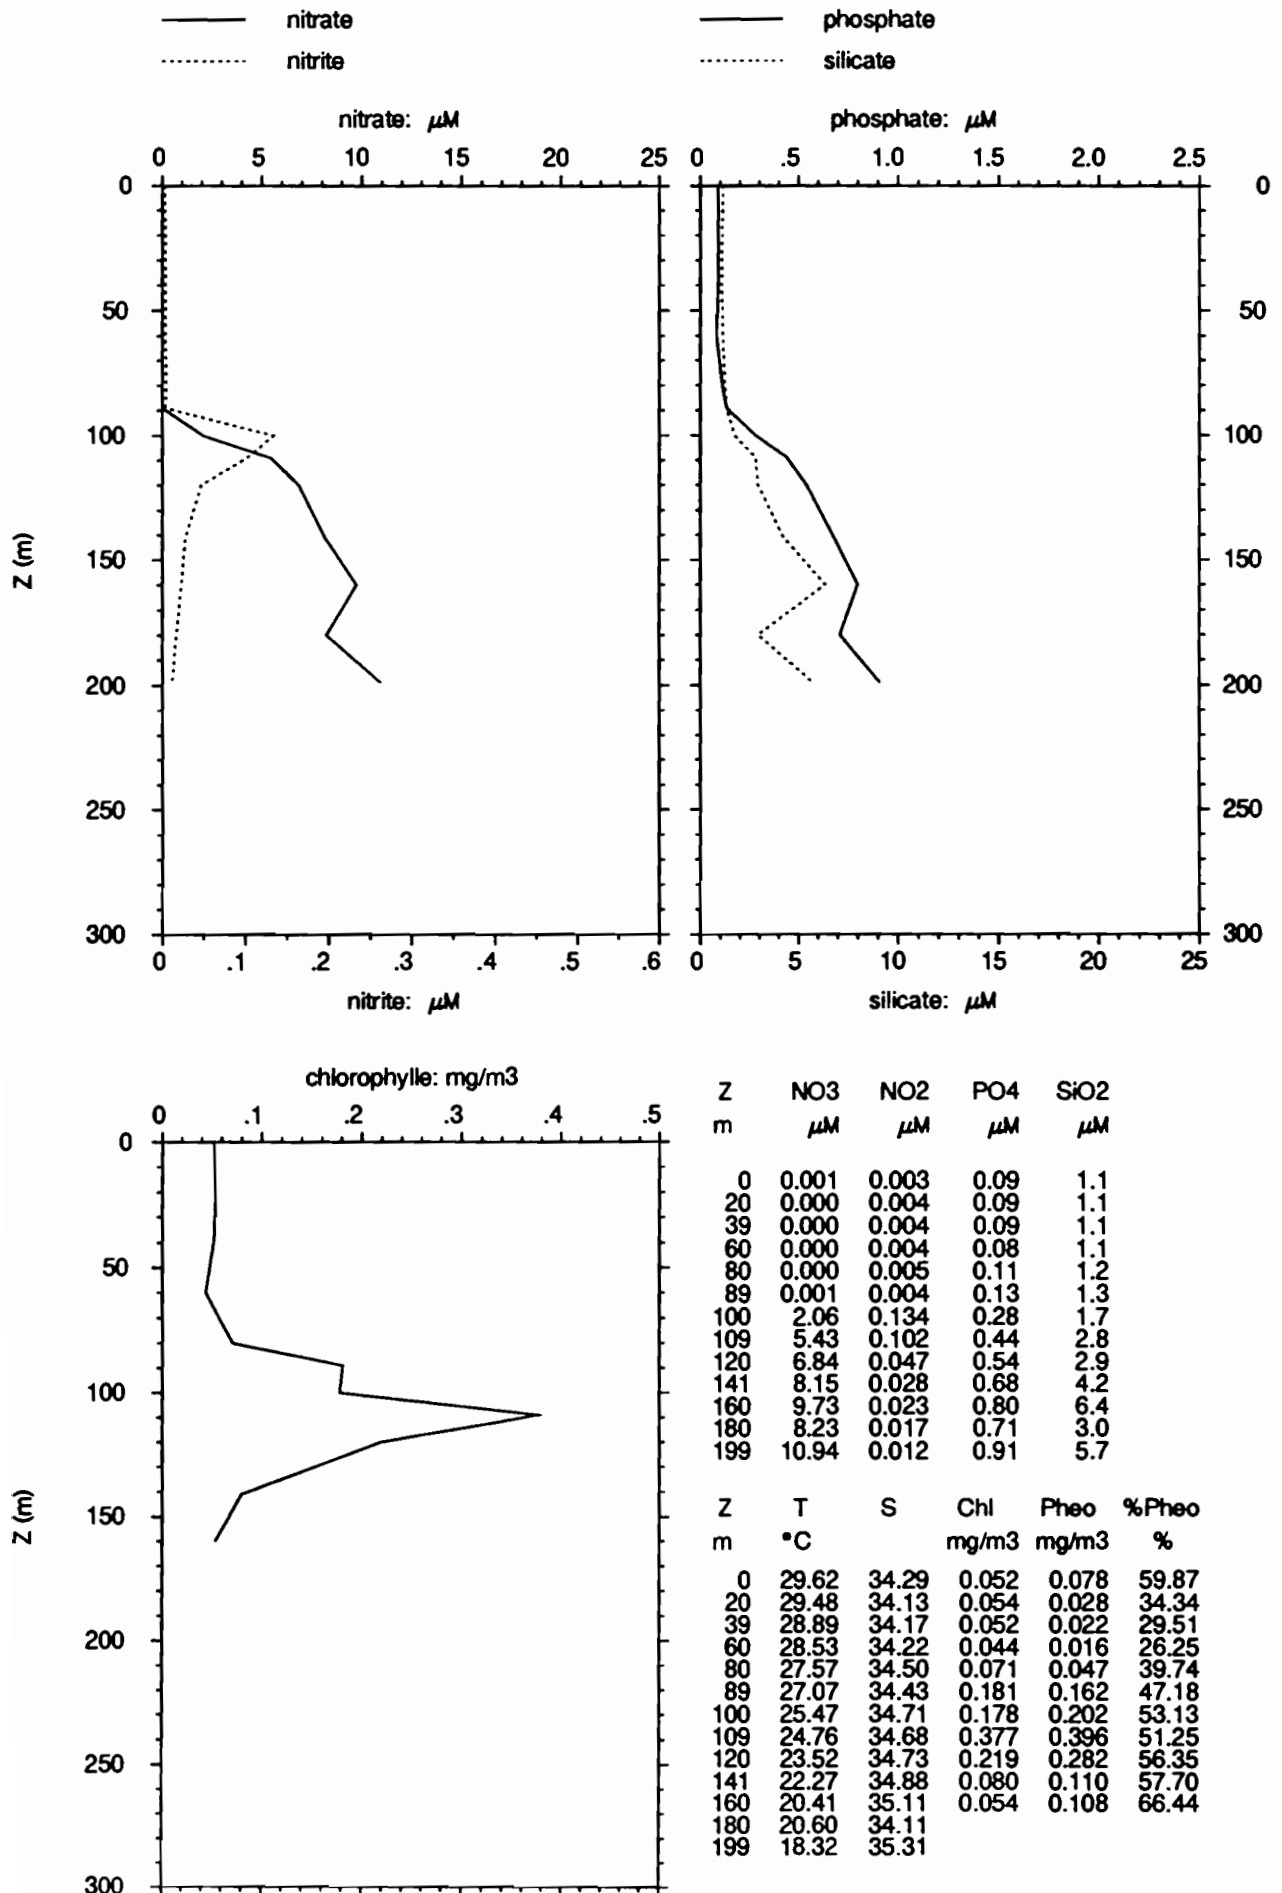 nitrate
nitrite
phosphate
silicate
nitrate: μM
phosphate: μM
0 5 10 15 20 25
0 .5 1.0 1.5 2.0 2.5
0
50
100
150
200
250
300
Z (m)
0
50
100
150
200
250
300
0 .1 .2 .3 .4 .5 .6
0 5 10 15 20 25
nitrite: μM
silicate: μM
chlorophylle: mg/m3
0 .1 .2 .3 .4 .5
0
50
100
150
200
250
300
Z (m)
Z NO3 NO2 PO4 SiO2
m μM μM μM μM
0 0.001 0.003 0.09 1.1
20 0.000 0.004 0.09 1.1
39 0.000 0.004 0.09 1.1
60 0.000 0.004 0.08 1.1
80 0.000 0.005 0.11 1.2
89 0.001 0.004 0.13 1.3
100 2.06 0.134 0.28 1.7
109 5.43 0.102 0.44 2.8
120 6.84 0.047 0.54 2.9
141 8.15 0.028 0.68 4.2
160 9.73 0.023 0.80 6.4
180 8.23 0.017 0.71 3.0
199 10.94 0.012 0.91 5.7
Z T S Chl Pheo %Pheo
m °C mg/m3 mg/m3 %
0 29.62 34.29 0.052 0.078 59.87
20 29.48 34.13 0.054 0.028 34.34
39 28.89 34.17 0.052 0.022 29.51
60 28.53 34.22 0.044 0.016 26.25
80 27.57 34.50 0.071 0.047 39.74
89 27.07 34.43 0.181 0.162 47.18
100 25.47 34.71 0.178 0.202 53.13
109 24.76 34.68 0.377 0.396 51.25
120 23.52 34.73 0.219 0.282 56.35
141 22.27 34.88 0.080 0.110 57.70
160 20.41 35.11 0.054 0.108 66.44
180 20.60 34.11
199 18.32 35.31